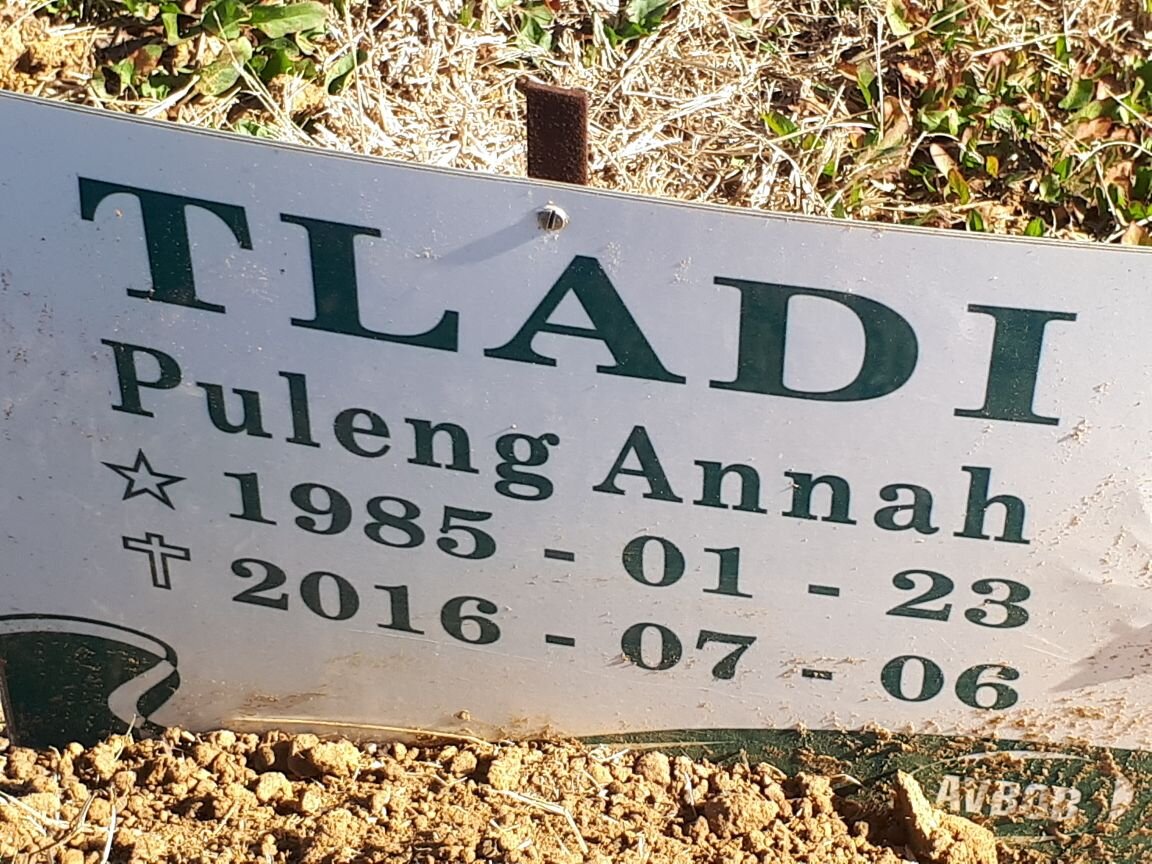 TLADI
Puleng Annah
☆ 1985 - 01 - 23
✝ 2016 - 07 - 06
AVBOB